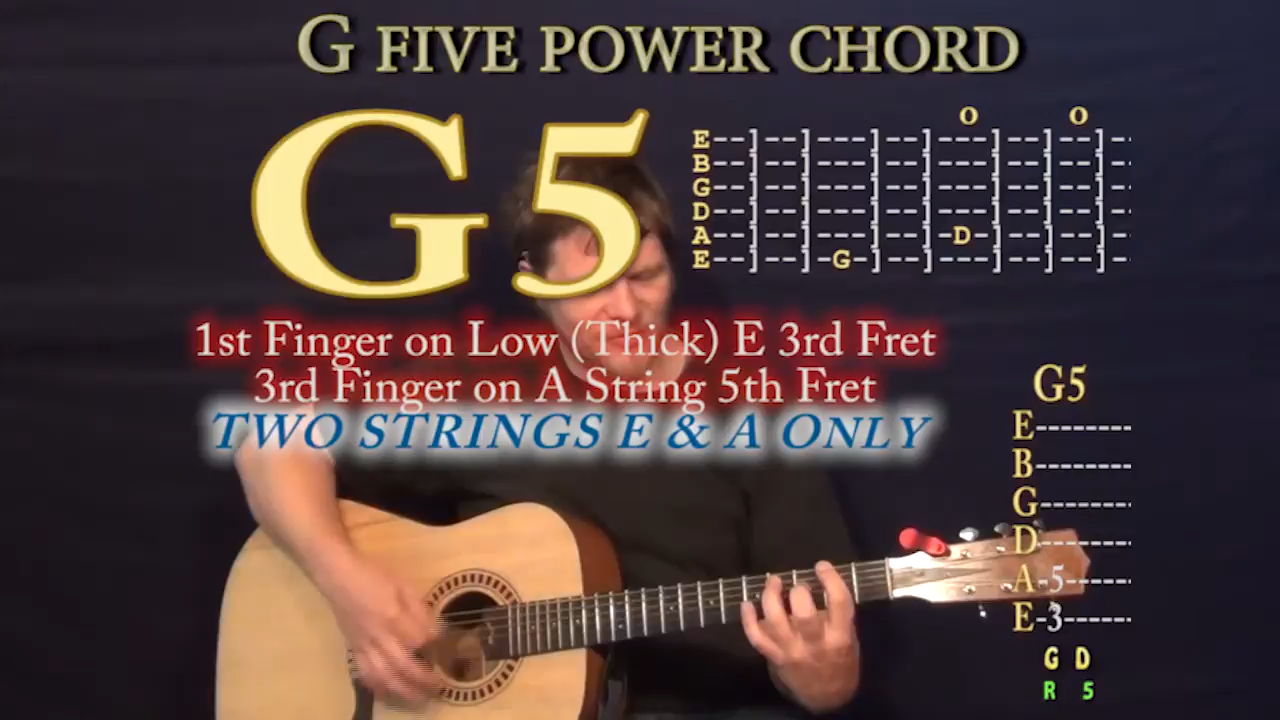 G FIVE POWER CHORD
G5
O O
E--]--]---]--]---]--]--]--
B--]--]---]--]---]--]--]--
G--]--]---]--]---]--]--]--
D--]--]---]--]---]--]--]--
A--]--]---]--]-D-]--]--]--
E--]--]-G-]--]---]--]--]--
1st Finger on Low (Thick) E 3rd Fret
3rd Finger on A String 5th Fret
TWO STRINGS E & A ONLY
G5
E--------
B--------
G--------
D--------
A-5------
E-3------
G D
R 5